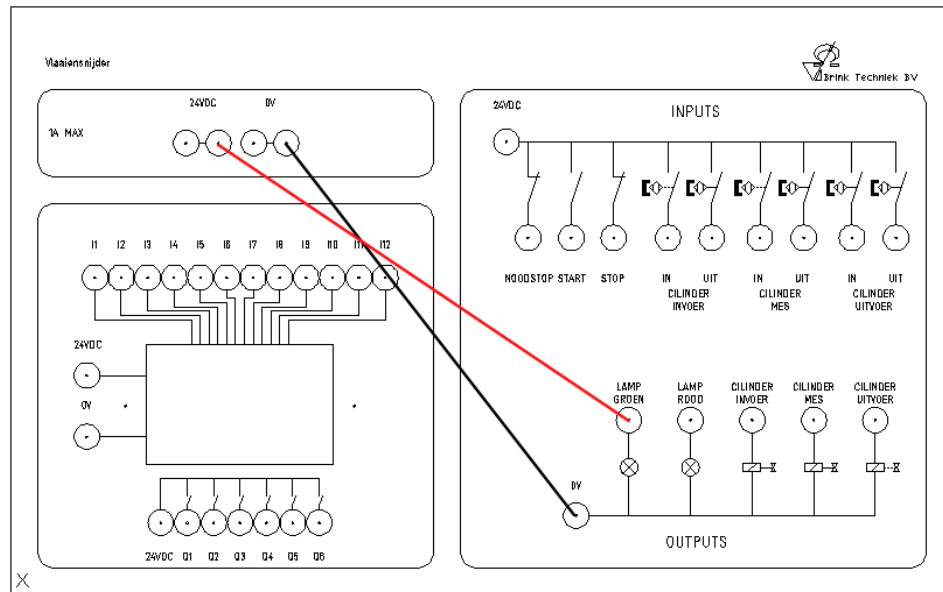 Vlaaiensnijder
Brink Techniek BV
24VDC 0V
1A MAX
24VDC
INPUTS
I1 I2 I3 I4 I5 I6 I7 I8 I9 I10 I11 I12
NOODSTOP START STOP IN UIT IN UIT IN UIT
CILINDER CILINDER CILINDER
INVOER MES UITVOER
24VDC
0V
LAMP LAMP CILINDER CILINDER CILINDER
GROEN ROOD INVOER MES UITVOER
0V
24VDC Q1 Q2 Q3 Q4 Q5 Q6
OUTPUTS
X